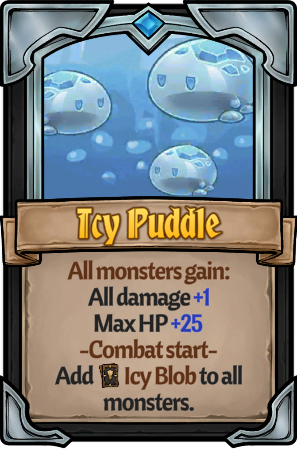 Icy Puddle
All monsters gain:
All damage +1
Max HP +25
-Combat start-
Add Icy Blob to all
monsters.